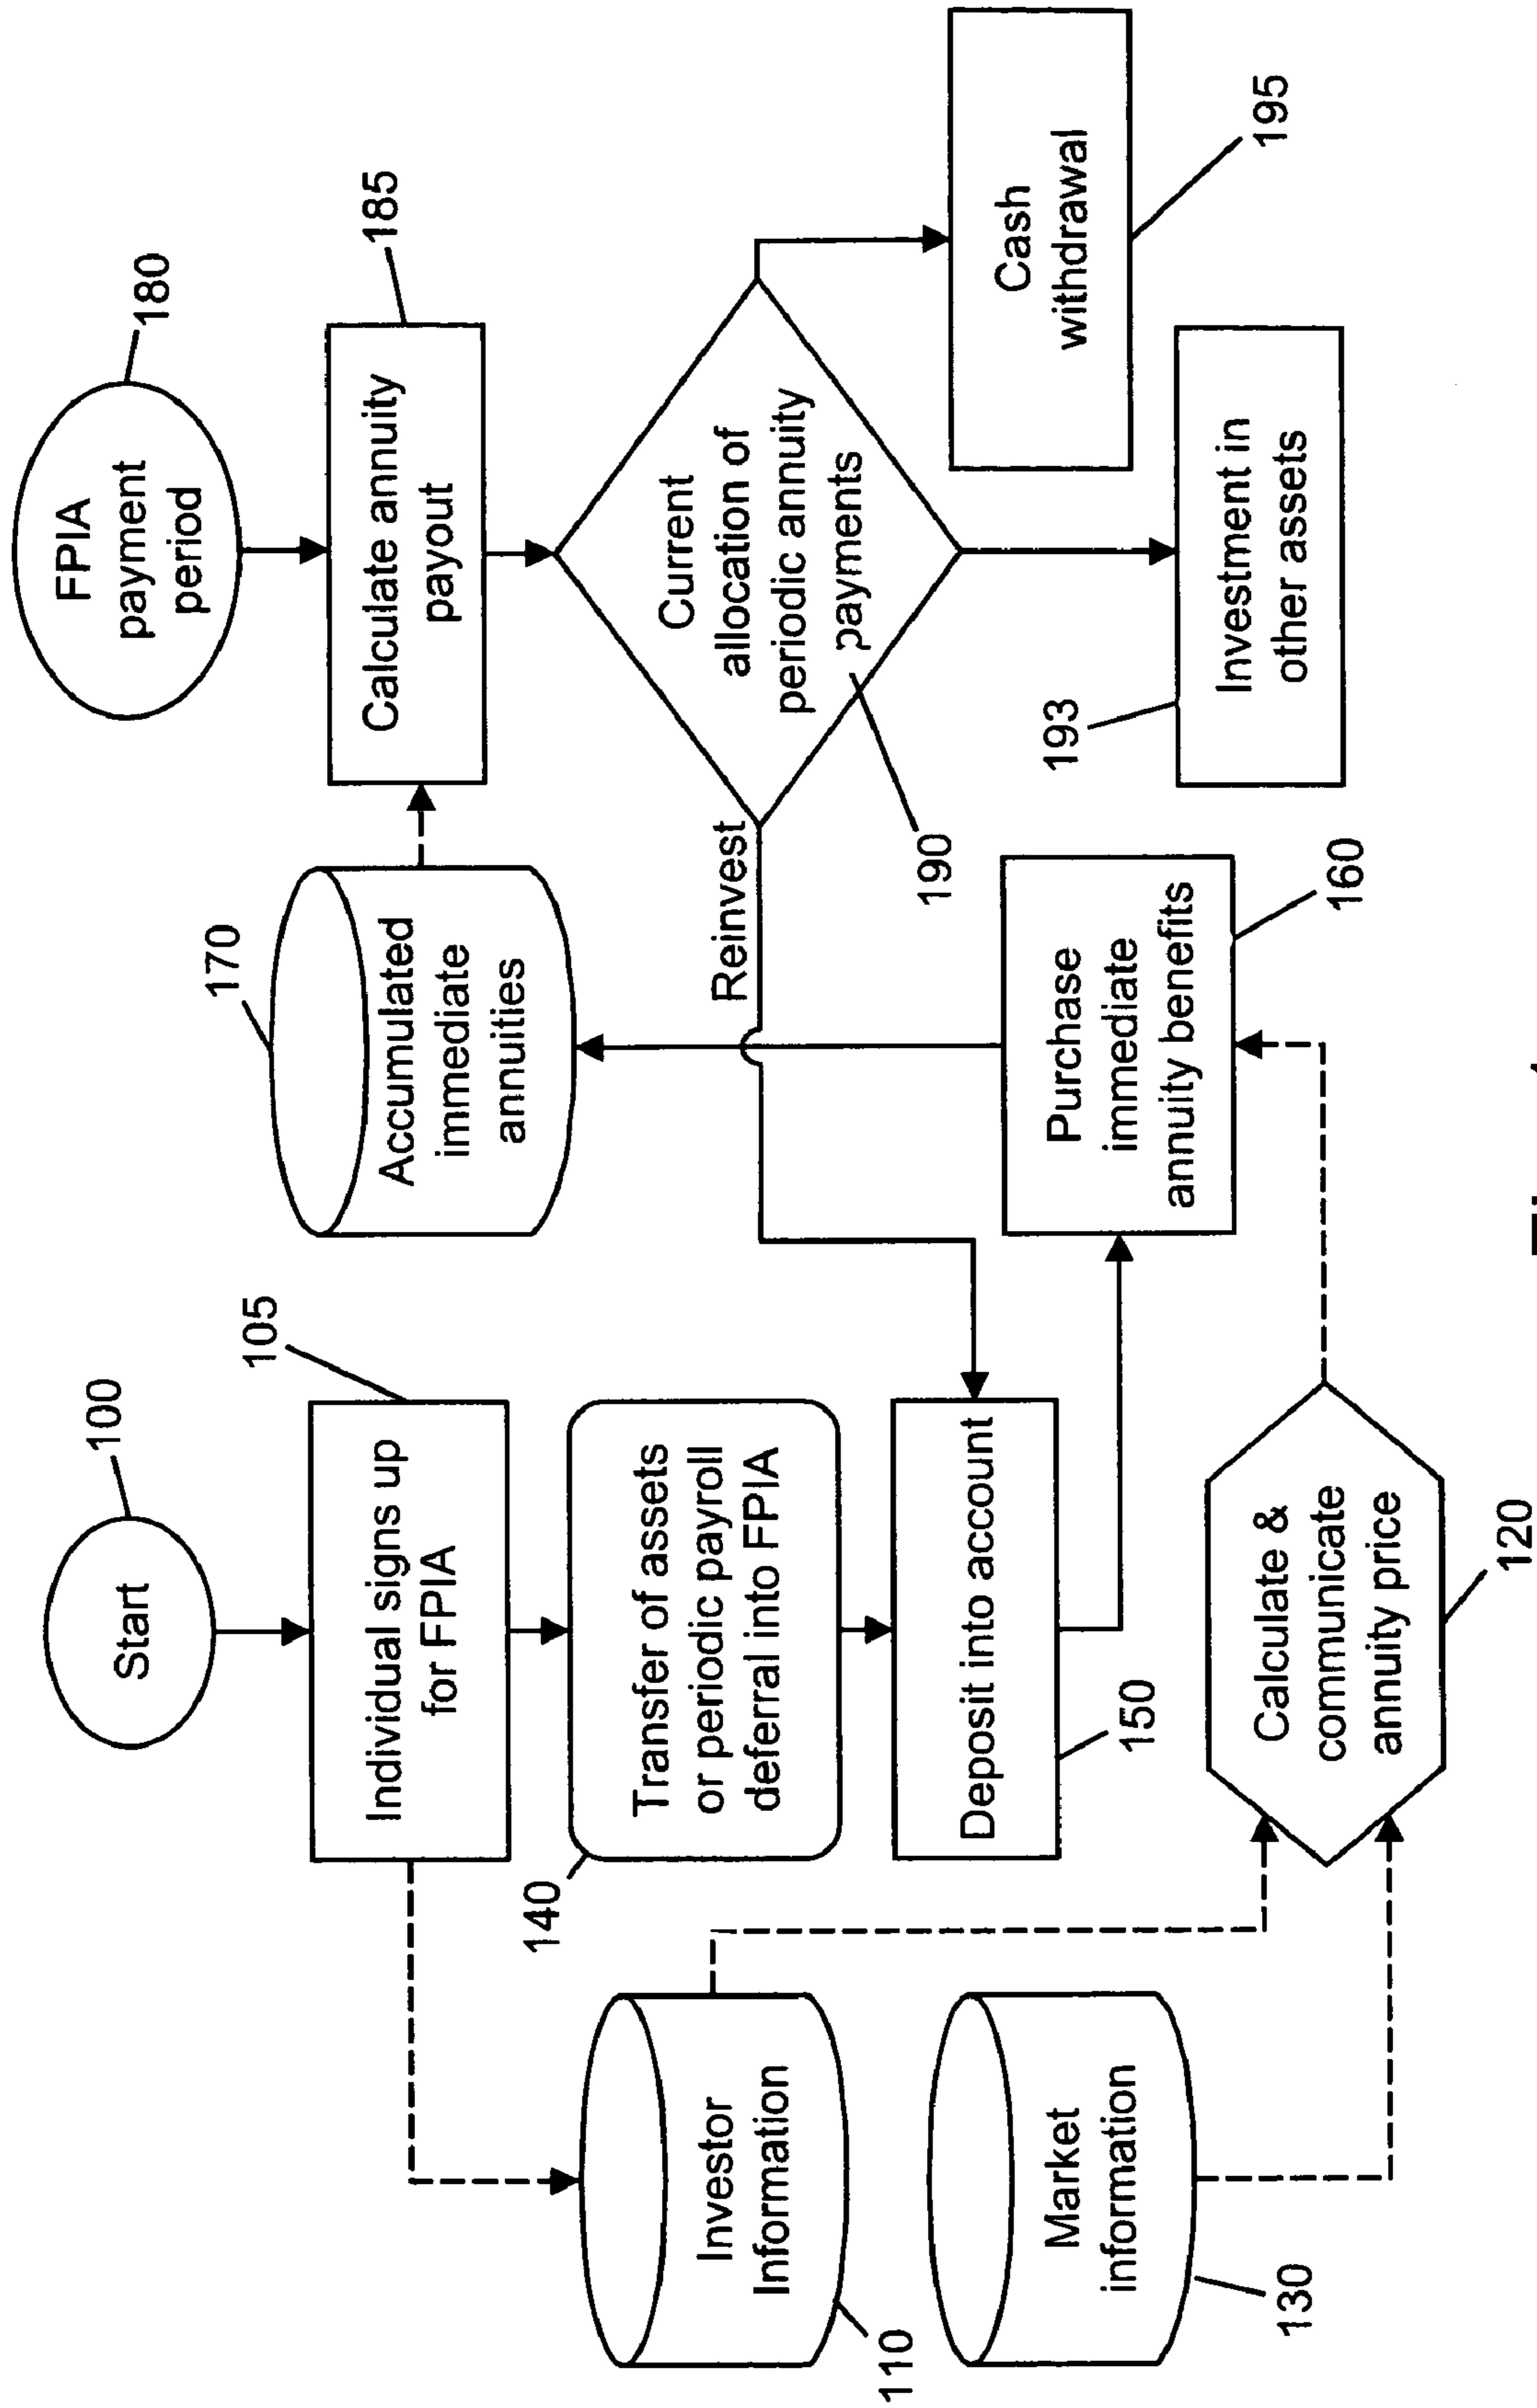 Start
100
Individual signs up
for FPIA
105
Transfer of assets
or periodic payroll
deferral into FPIA
140
Deposit into account
150
Investor
Information
110
Market
information
130
Calculate &
communicate
annuity price
120
Purchase
immediate
annuity benefits
160
Accumulated
immediate
annuities
170
FPIA
payment
period
180
Calculate annuity
payout
185
Current
allocation of
periodic annuity
payments
190
Reinvest
Investment in
other assets
193
Cash
withdrawal
195